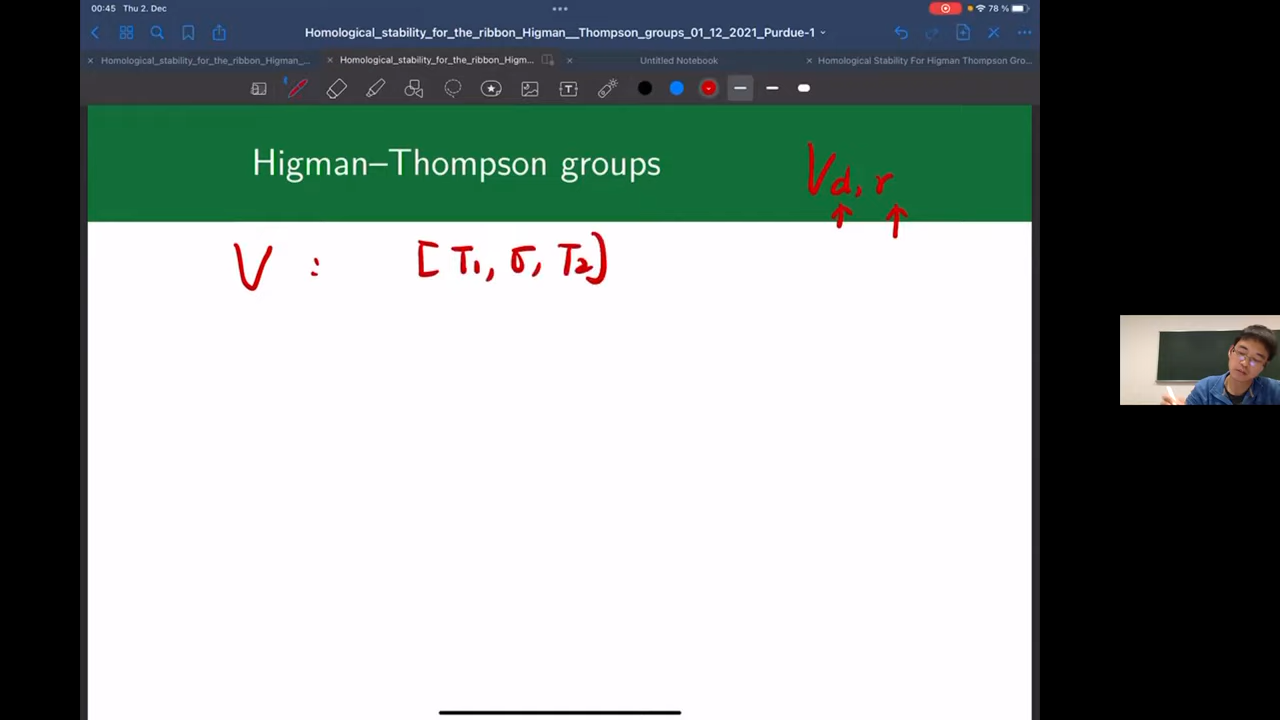 00:45 Thu 2. Dec
78 %
Homological_stability_for_the_ribbon_Higman__Thompson_groups_01_12_2021_Purdue-1
Homological_stability_for_the_ribbon_Higman_... Homological_stability_for_the_ribbon_Higm... Untitled Notebook Homological Stability For Higman Thompson Gro...
Higman–Thompson groups
V d, r
V : [T₁, σ, T₂]